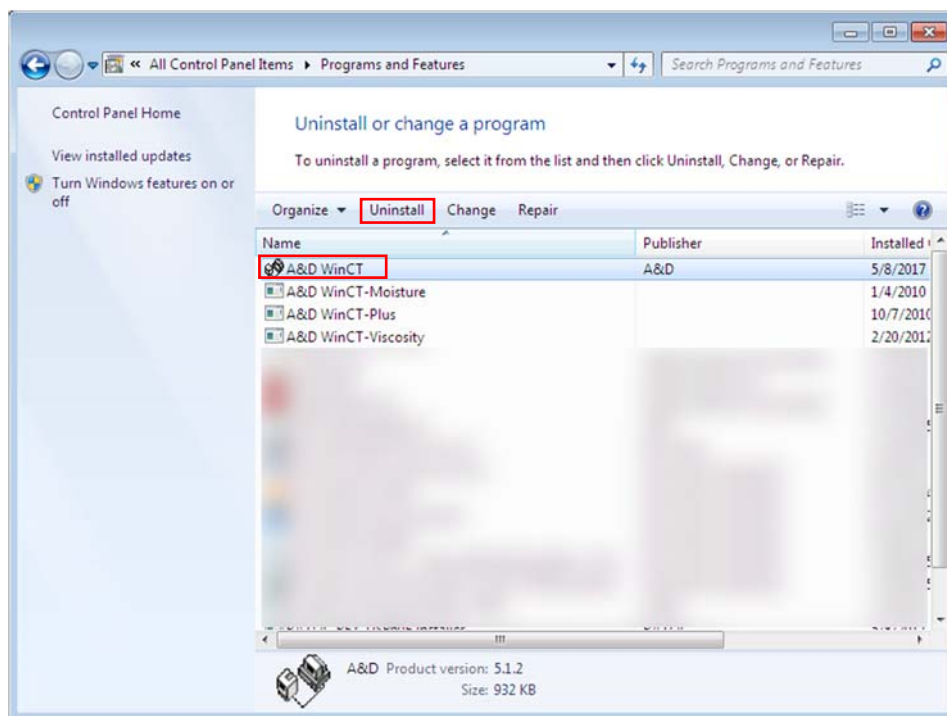 « All Control Panel Items ▸ Programs and Features
Search Programs and Features
Control Panel Home
View installed updates
Turn Windows features on or
off
Uninstall or change a program
To uninstall a program, select it from the list and then click Uninstall, Change, or Repair.
Organize Uninstall Change Repair
Name Publisher Installed
A&D WinCT A&D 5/8/2017
A&D WinCT-Moisture 1/4/2010
A&D WinCT-Plus 10/7/2010
A&D WinCT-Viscosity 2/20/2012
A&D Product version: 5.1.2
Size: 932 KB